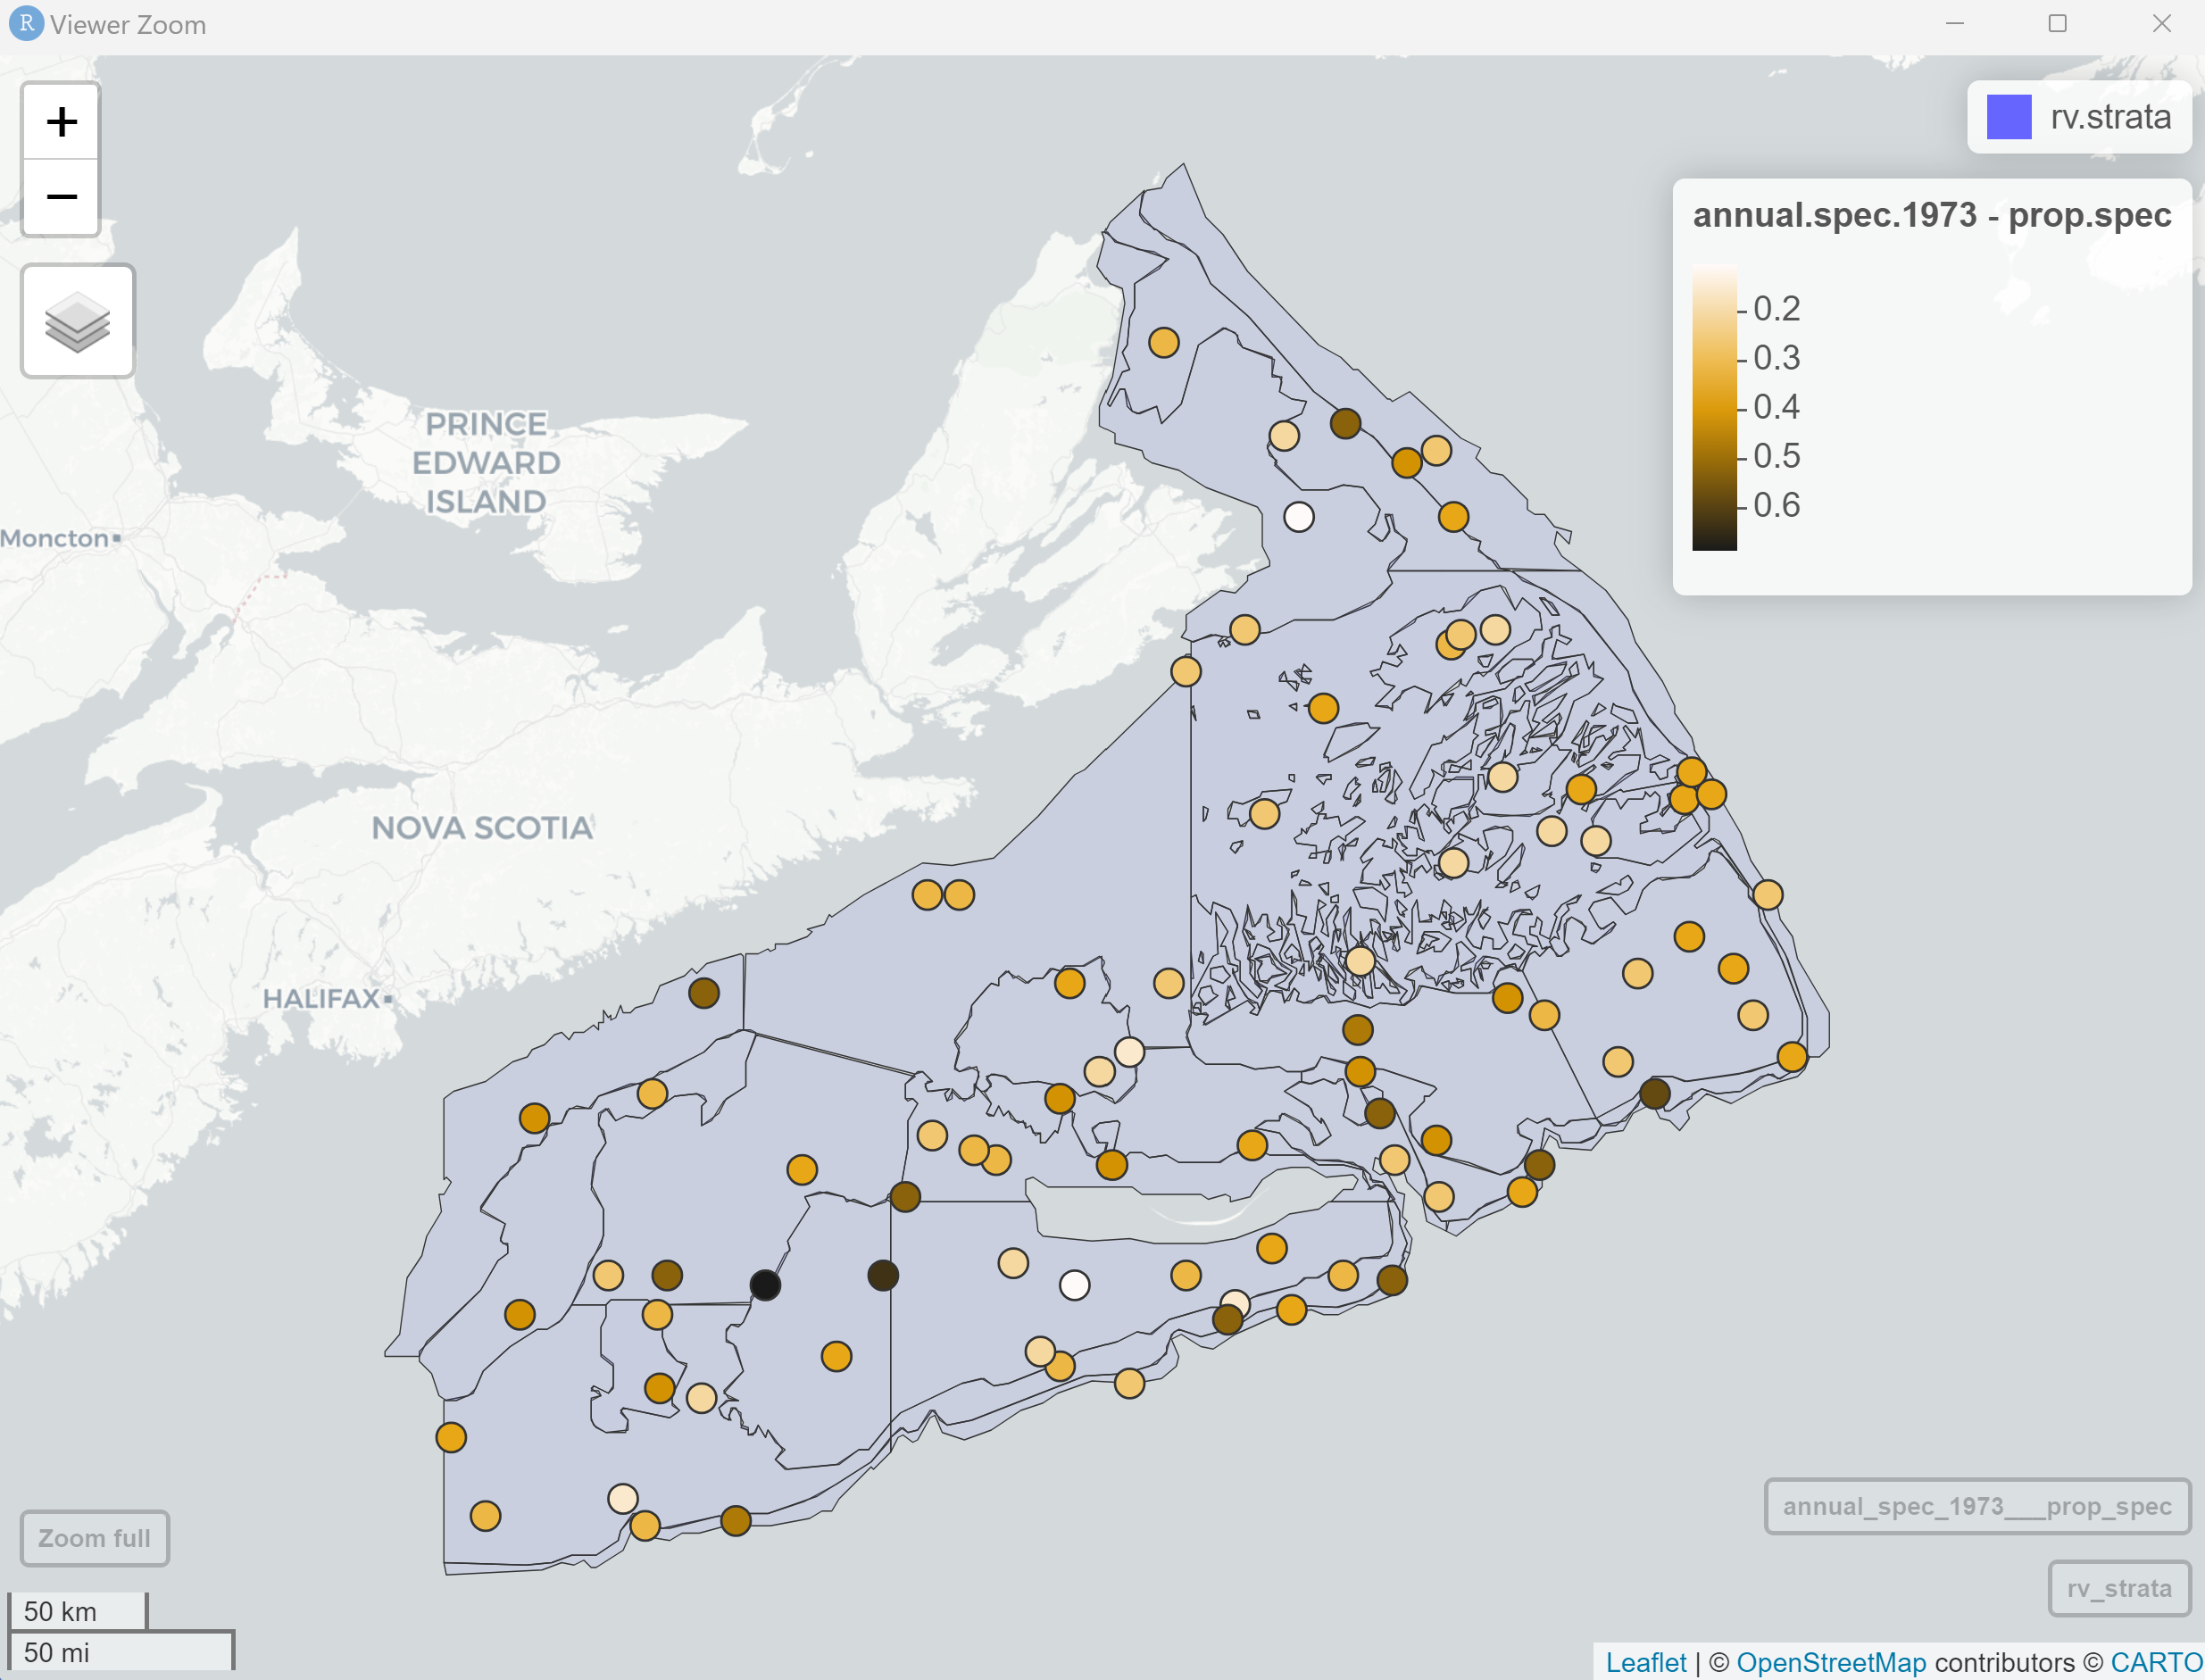 R Viewer Zoom
+
−
rv.strata
annual.spec.1973 - prop.spec
0.2
0.3
0.4
0.5
0.6
PRINCE
EDWARD
ISLAND
Moncton
NOVA SCOTIA
HALIFAX
Zoom full
annual_spec_1973___prop_spec
rv_strata
50 km
50 mi
Leaflet | © OpenStreetMap contributors © CARTO